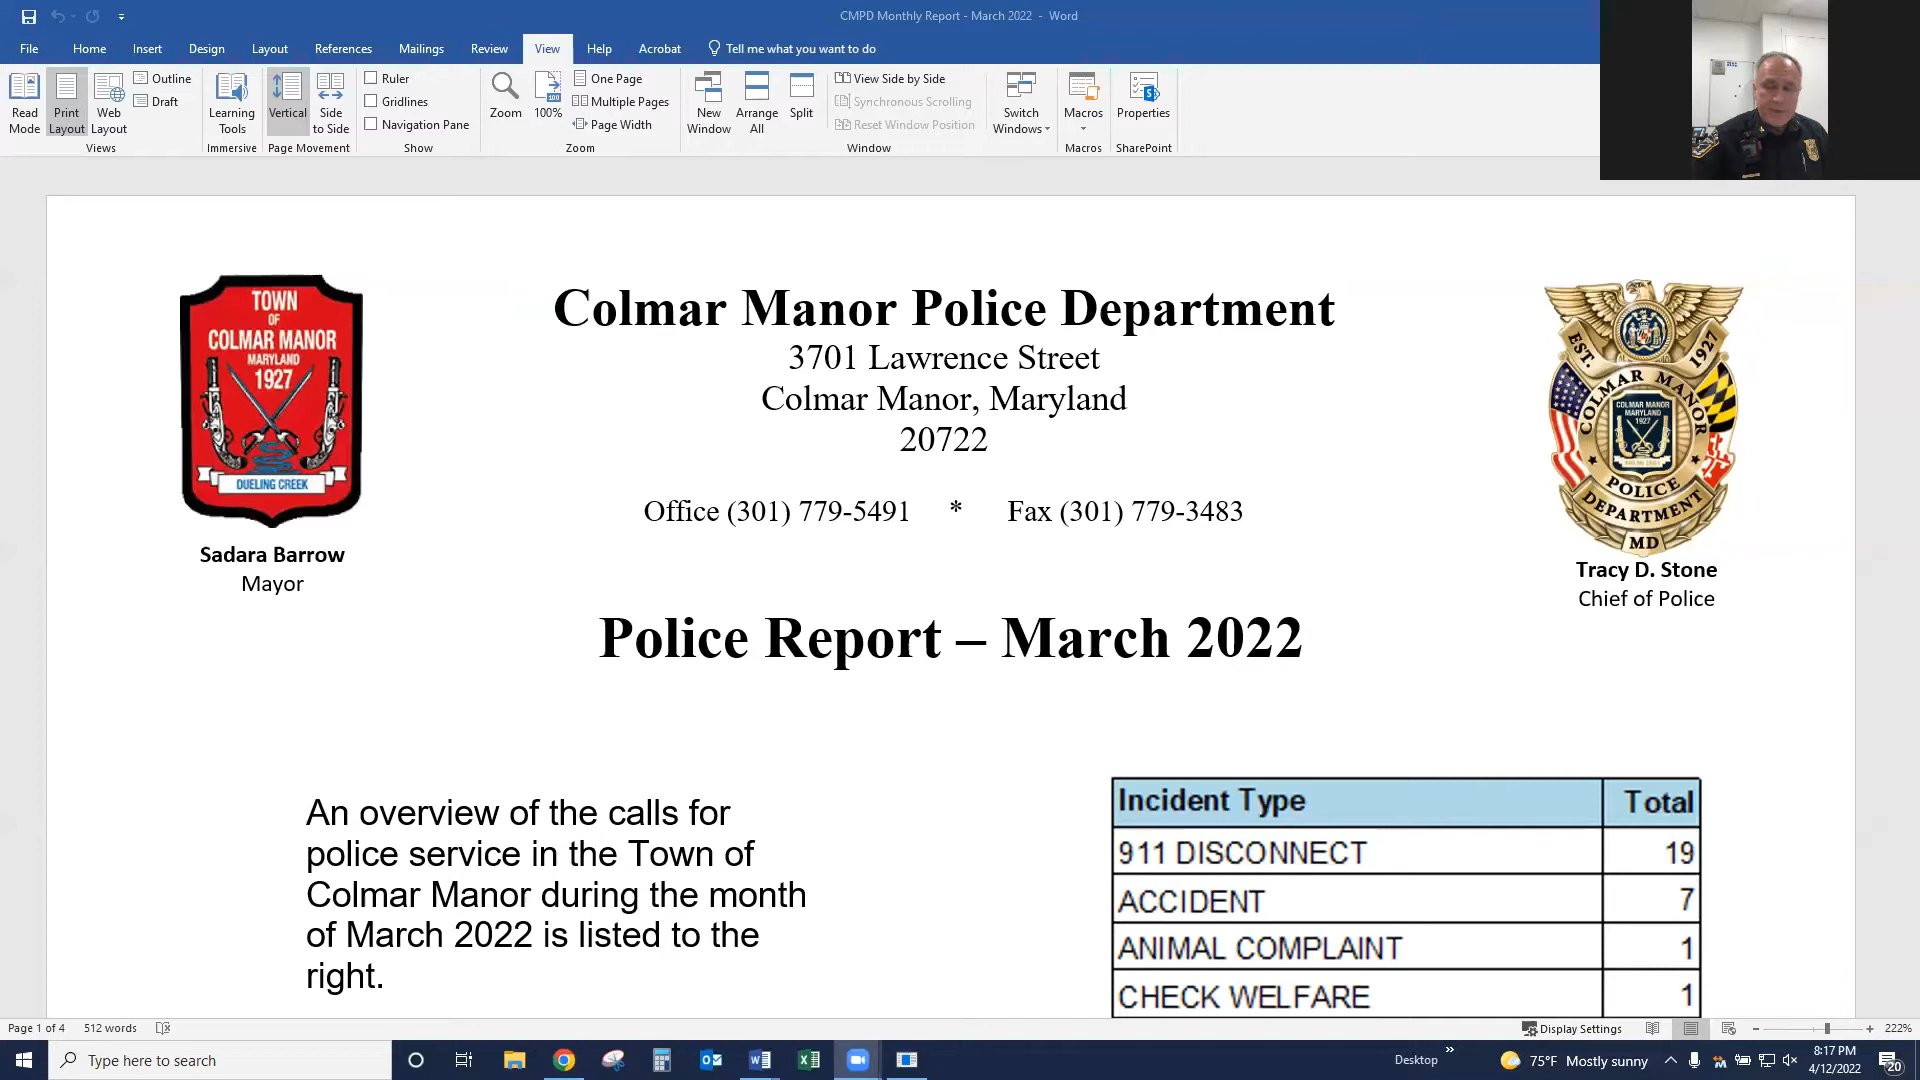 CMPD Monthly Report - March 2022 - Word
File Home Insert Design Layout References Mailings Review View Help Acrobat Tell me what you want to do
Read Mode
Print Layout
Web Layout
Outline
Draft
Views
Learning Tools
Immersive
Vertical
Side to Side
Page Movement
Ruler
Gridlines
Navigation Pane
Show
Zoom
100%
One Page
Multiple Pages
Page Width
Zoom
New Window
Arrange All
Split
View Side by Side
Synchronous Scrolling
Reset Window Position
Window
Switch Windows
Macros
Macros
Properties
SharePoint
TOWN
OF
COLMAR MANOR
MARYLAND
1927
DUELING CREEK
Sadara Barrow
Mayor
Colmar Manor Police Department
3701 Lawrence Street
Colmar Manor, Maryland
20722
Office (301) 779-5491 * Fax (301) 779-3483
EST. 1927
COLMAR MANOR
COLMAR MANOR
MARYLAND
1927
POLICE
DEPARTMENT
MD
Tracy D. Stone
Chief of Police
Police Report – March 2022
An overview of the calls for
police service in the Town of
Colmar Manor during the month
of March 2022 is listed to the
right.
Incident Type Total
911 DISCONNECT 19
ACCIDENT 7
ANIMAL COMPLAINT 1
CHECK WELFARE 1
Page 1 of 4 512 words Display Settings 222%
Type here to search
Desktop
75°F Mostly sunny
8:17 PM
4/12/2022
20